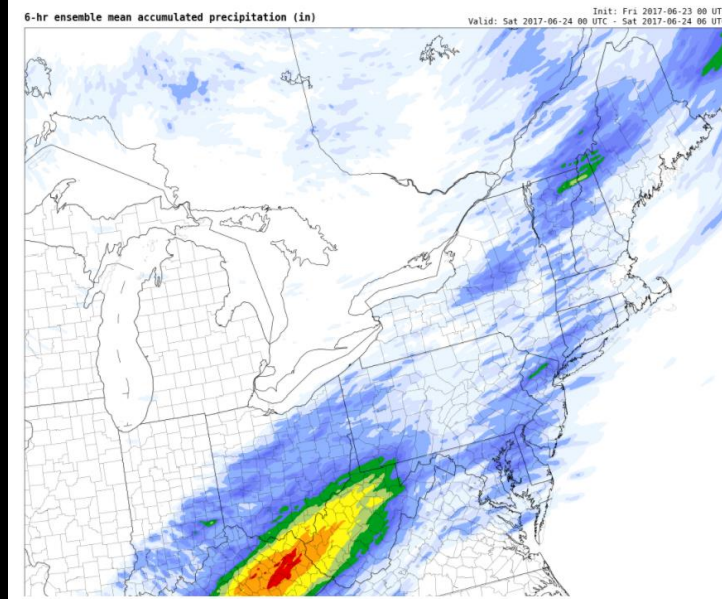 6-hr ensemble mean accumulated precipitation (in)
Init: Fri 2017-06-23 00 UT
Valid: Sat 2017-06-24 00 UTC - Sat 2017-06-24 06 UT